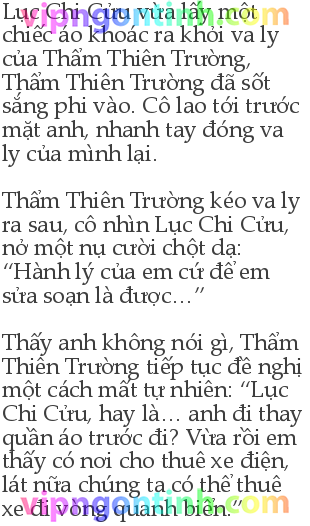 Lục Chi Cửu vừa lấy một
chiếc áo khoác ra khỏi va ly
của Thẩm Thiên Trường,
Thẩm Thiên Trường đã sốt
sắng phi vào. Cô lao tới trước
mặt anh, nhanh tay đóng va
ly của mình lại.
Thẩm Thiên Trường kéo va ly
ra sau, cô nhìn Lục Chi Cửu,
nở một nụ cười chột dạ:
“Hành lý của em cứ để em
sửa soạn là được…”
Thấy anh không nói gì, Thẩm
Thiên Trường tiếp tục đề nghị
một cách mất tự nhiên: “Lục
Chi Cửu, hay là… anh đi thay
quần áo trước đi? Vừa rồi em
thấy có nơi cho thuê xe điện,
lát nữa chúng ta có thể thuê
xe đi vòng quanh biển.”
vipngontinh.com
vipngontinh.com